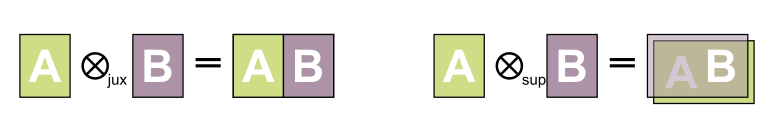 A ⊗jux B = A B
A ⊗sup B = A B